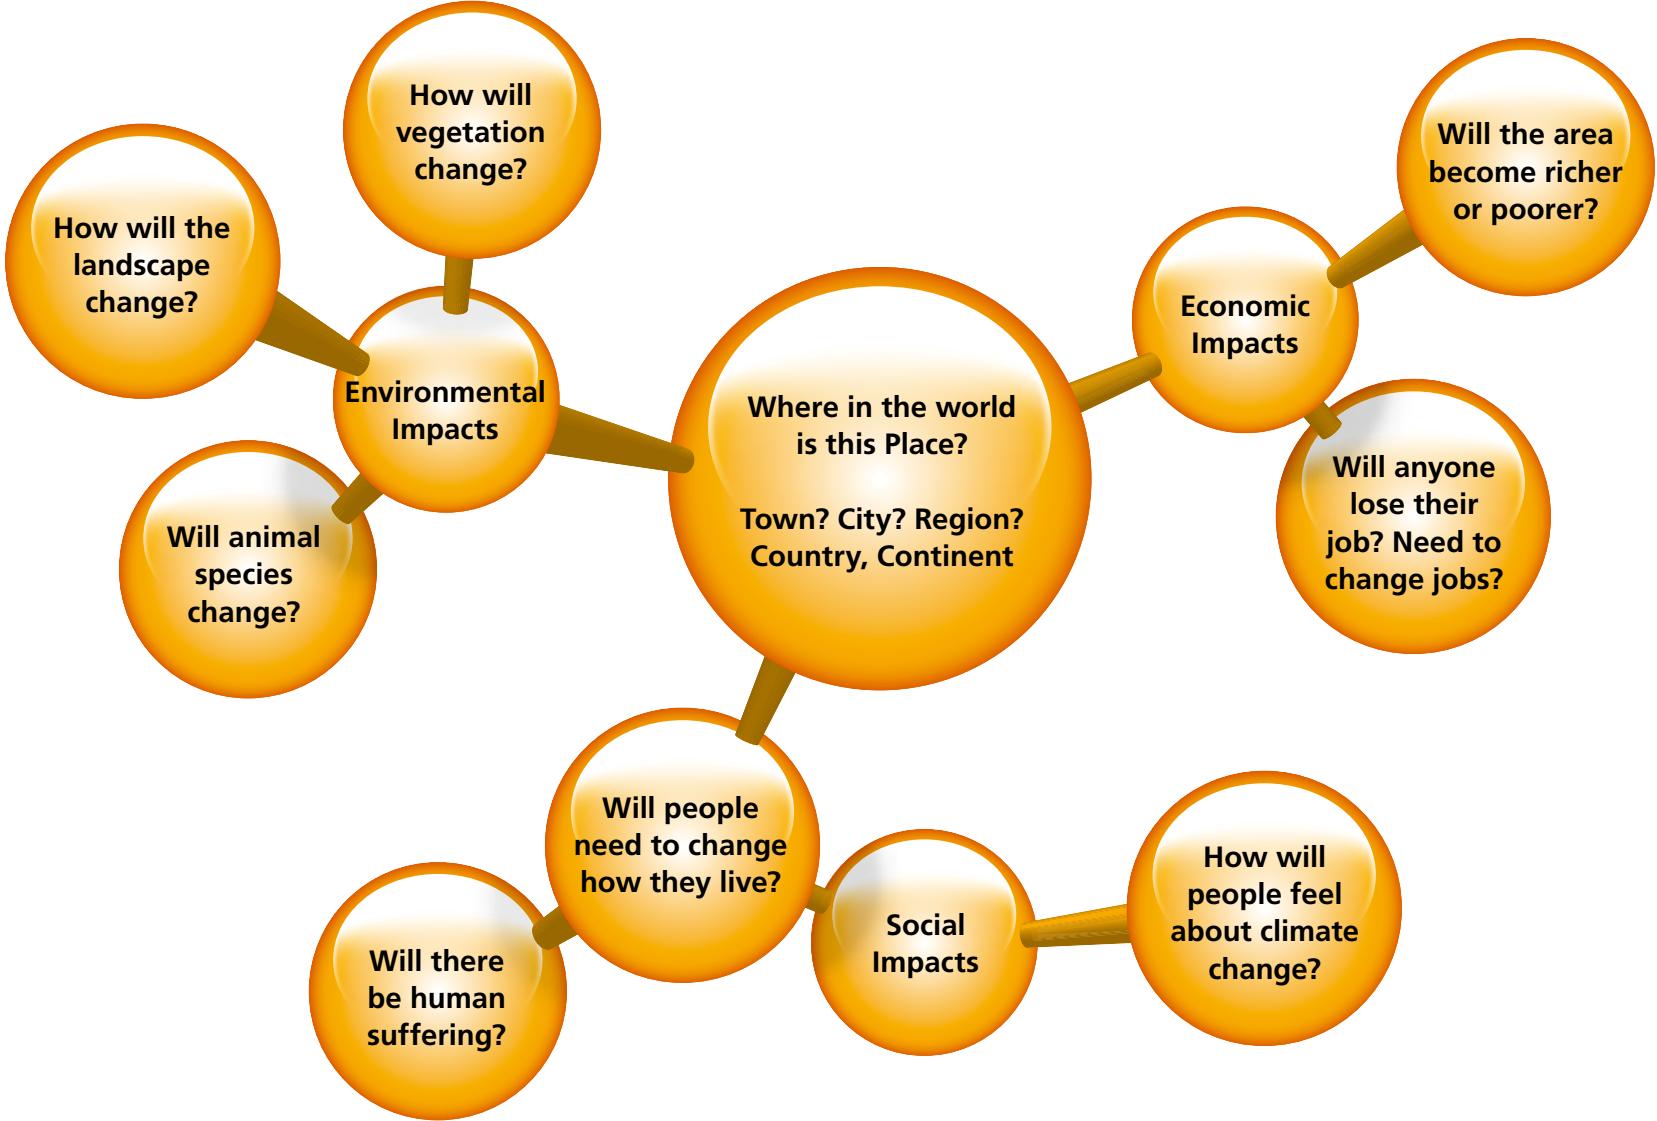 How will
vegetation
change?
How will the
landscape
change?
Environmental
Impacts
Will animal
species
change?
Where in the world
is this Place?
Town? City? Region?
Country, Continent
Economic
Impacts
Will the area
become richer
or poorer?
Will anyone
lose their
job? Need to
change jobs?
Will people
need to change
how they live?
Will there
be human
suffering?
Social
Impacts
How will
people feel
about climate
change?